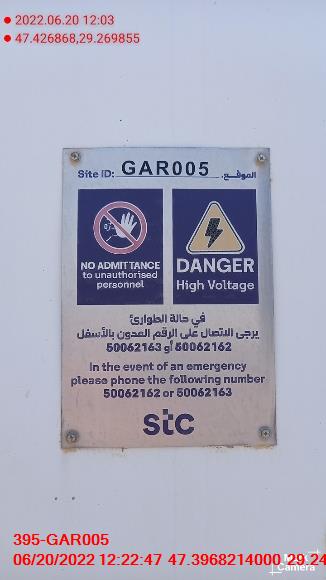 2022.06.20 12:03
47.426868,29.269855
Site ID: GAR005 الموقع:
NO ADMITTANCE
to unauthorised
personnel
DANGER
High Voltage
في حالة الطوارئ
يرجى الاتصال على الرقم المدون بالأسفل
50062162 أو 50062163
In the event of an emergency
please phone the following number
50062162 or 50062163
stc
395-GAR005
06/20/2022 12:22:47 47.3968214000,29.24
Camera